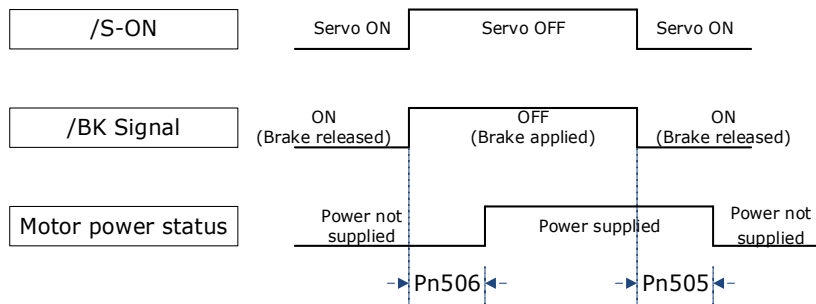 /S-ON
Servo ON
Servo OFF
Servo ON
/BK Signal
ON
(Brake released)
OFF
(Brake applied)
ON
(Brake released)
Motor power status
Power not
supplied
Power supplied
Power not
supplied
Pn506
Pn505